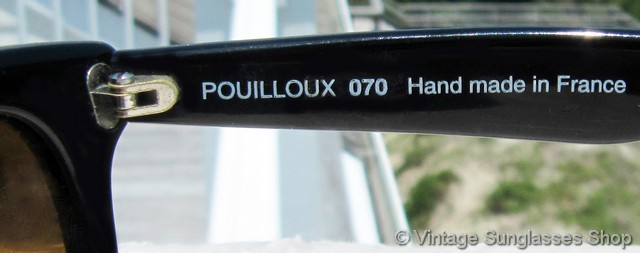 POUILLOUX 070 Hand made in France
© Vintage Sunglasses Shop